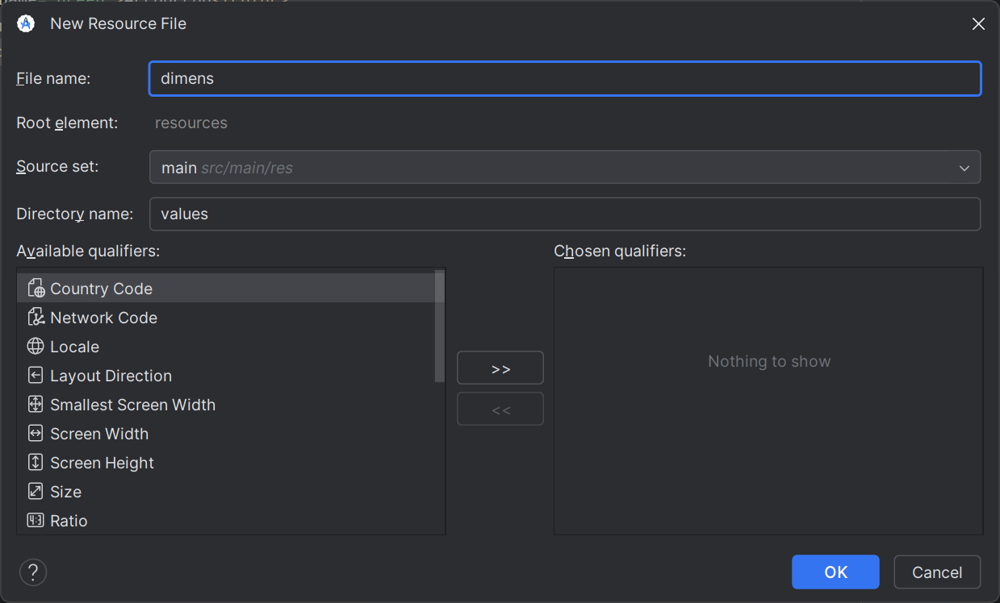 New Resource File
File name: dimens
Root element: resources
Source set: main src/main/res
Directory name: values
Available qualifiers:
Chosen qualifiers:
Country Code
Network Code
Locale
Layout Direction
Smallest Screen Width
Screen Width
Screen Height
Size
4:3 Ratio
>>
<<
Nothing to show
?
OK
Cancel